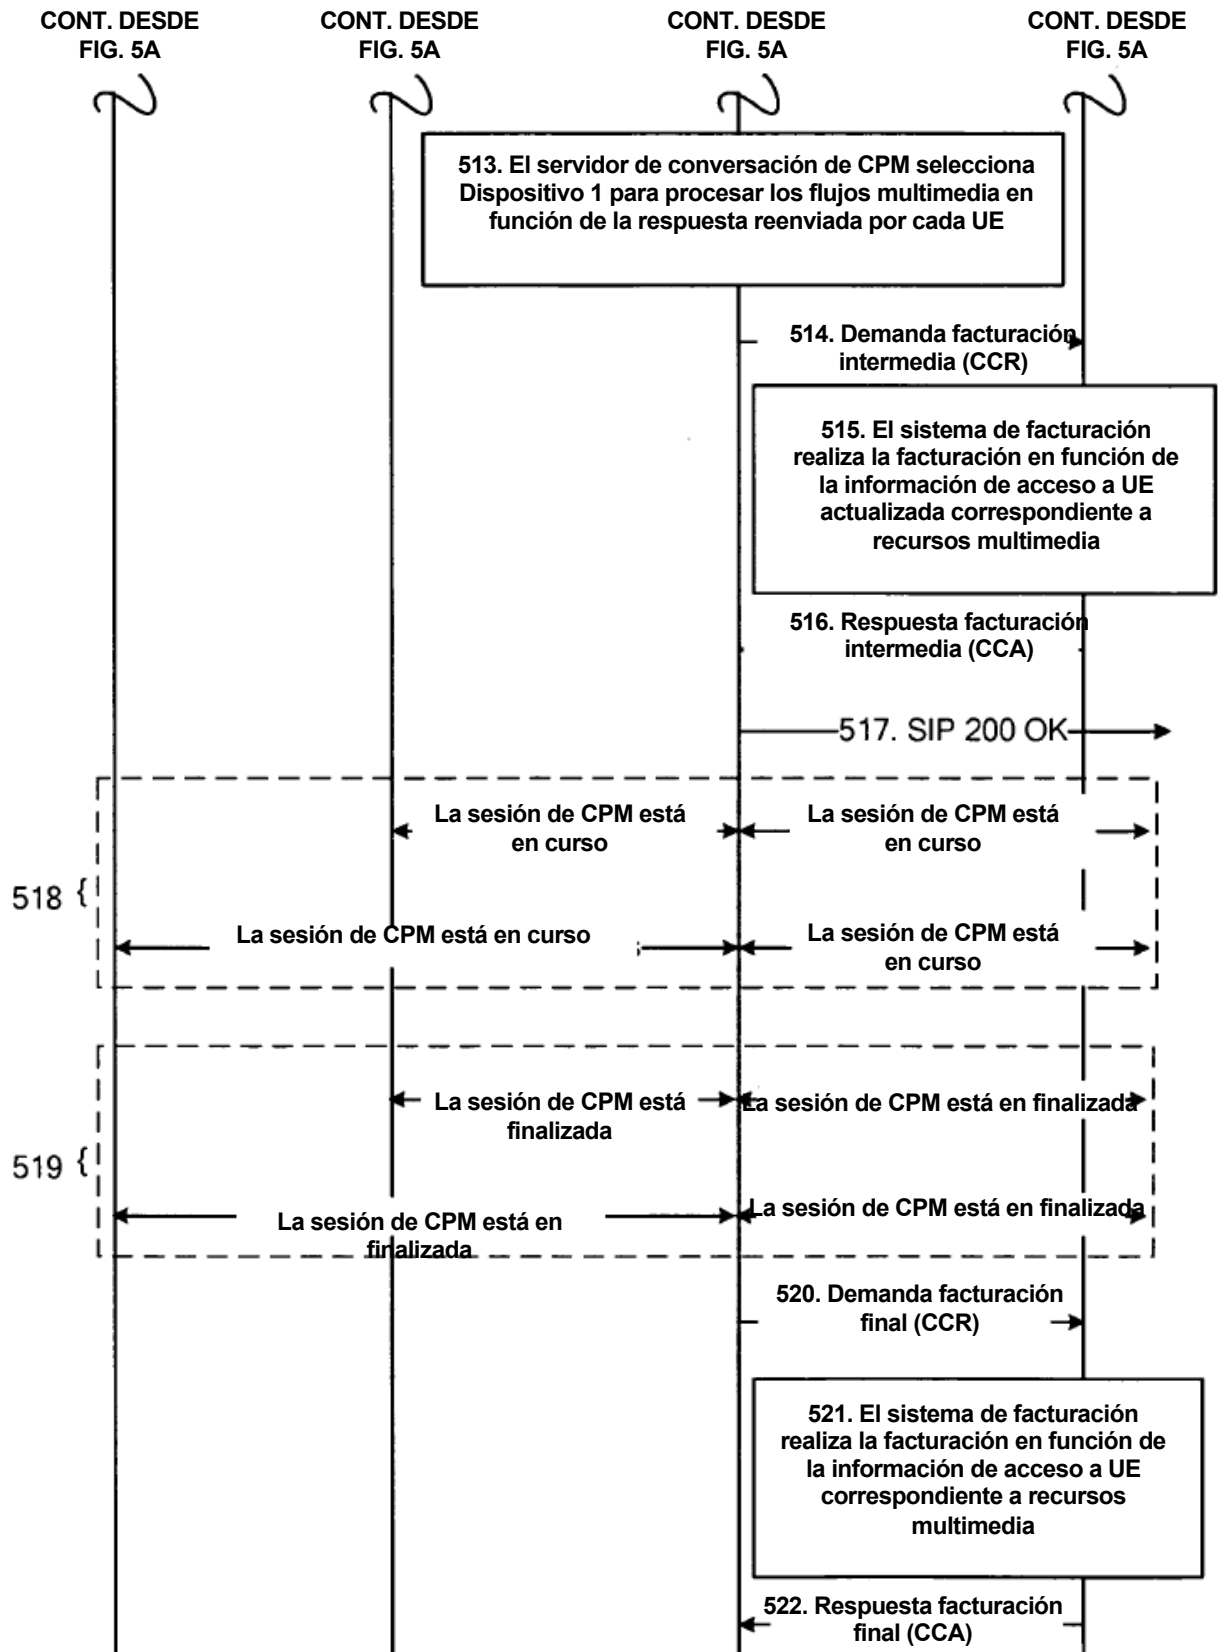 CONT. DESDE
FIG. 5A
CONT. DESDE
FIG. 5A
CONT. DESDE
FIG. 5A
CONT. DESDE
FIG. 5A
513. El servidor de conversación de CPM selecciona
Dispositivo 1 para procesar los flujos multimedia en
función de la respuesta reenviada por cada UE
514. Demanda facturación
intermedia (CCR)
515. El sistema de facturación
realiza la facturación en función de
la información de acceso a UE
actualizada correspondiente a
recursos multimedia
516. Respuesta facturación
intermedia (CCA)
517. SIP 200 OK
La sesión de CPM está
en curso
La sesión de CPM está
en curso
518 {
La sesión de CPM está en curso
La sesión de CPM está
en curso
La sesión de CPM está
finalizada
La sesión de CPM está en finalizada
519 {
La sesión de CPM está en
finalizada
La sesión de CPM está en finalizada
520. Demanda facturación
final (CCR)
521. El sistema de facturación
realiza la facturación en función de
la información de acceso a UE
correspondiente a recursos
multimedia
522. Respuesta facturación
final (CCA)